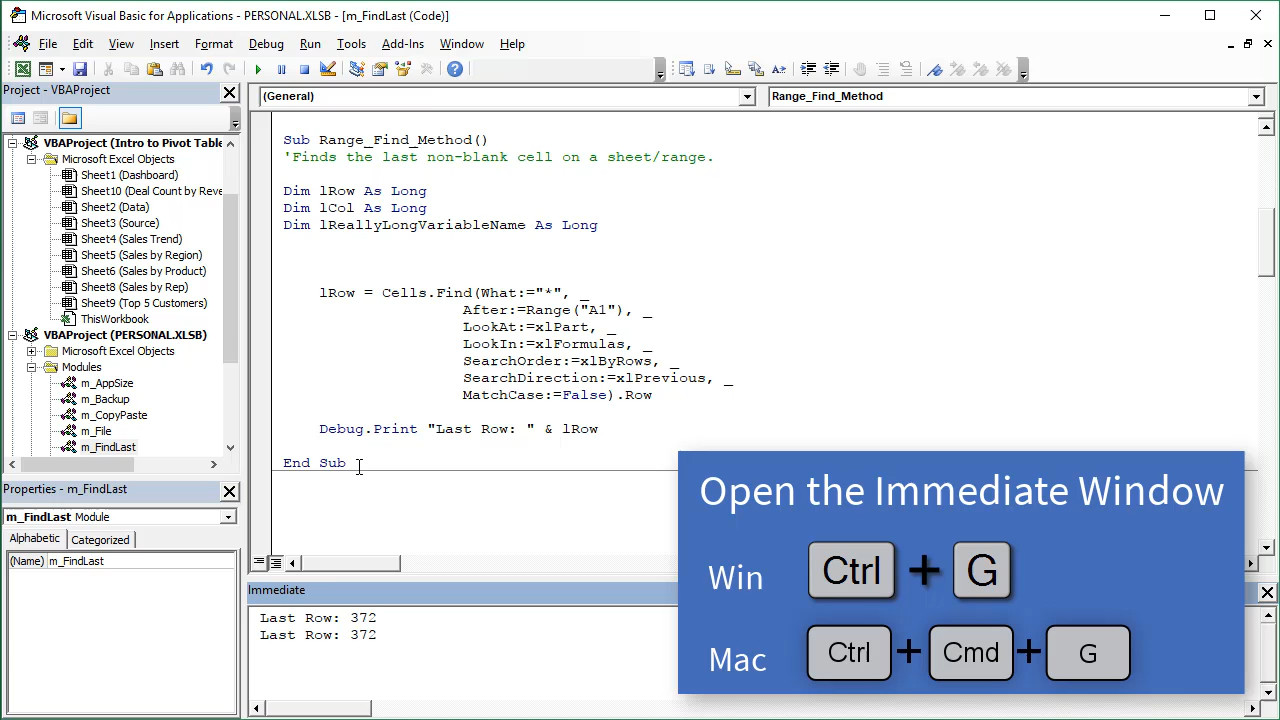 Microsoft Visual Basic for Applications - PERSONAL.XLSB - [m_FindLast (Code)]
File Edit View Insert Format Debug Run Tools Add-Ins Window Help
Project - VBAProject
VBAProject (Intro to Pivot Table
Microsoft Excel Objects
Sheet1 (Dashboard)
Sheet10 (Deal Count by Reve
Sheet2 (Data)
Sheet3 (Source)
Sheet4 (Sales Trend)
Sheet5 (Sales by Region)
Sheet6 (Sales by Product)
Sheet8 (Sales by Rep)
Sheet9 (Top 5 Customers)
ThisWorkbook
VBAProject (PERSONAL.XLSB)
Microsoft Excel Objects
Modules
m_AppSize
m_Backup
m_CopyPaste
m_File
m_FindLast
Properties - m_FindLast
m_FindLast Module
Alphabetic Categorized
(Name) m_FindLast
(General) Range_Find_Method
Sub Range_Find_Method()
'Finds the last non-blank cell on a sheet/range.
Dim lRow As Long
Dim lCol As Long
Dim lReallyLongVariableName As Long
lRow = Cells.Find(What:="*", _
After:=Range("A1"), _
LookAt:=xlPart, _
LookIn:=xlFormulas, _
SearchOrder:=xlByRows, _
SearchDirection:=xlPrevious, _
MatchCase:=False).Row
Debug.Print "Last Row: " & lRow
End Sub
Immediate
Last Row: 372
Last Row: 372
Open the Immediate Window
Win Ctrl + G
Mac Ctrl + Cmd + G